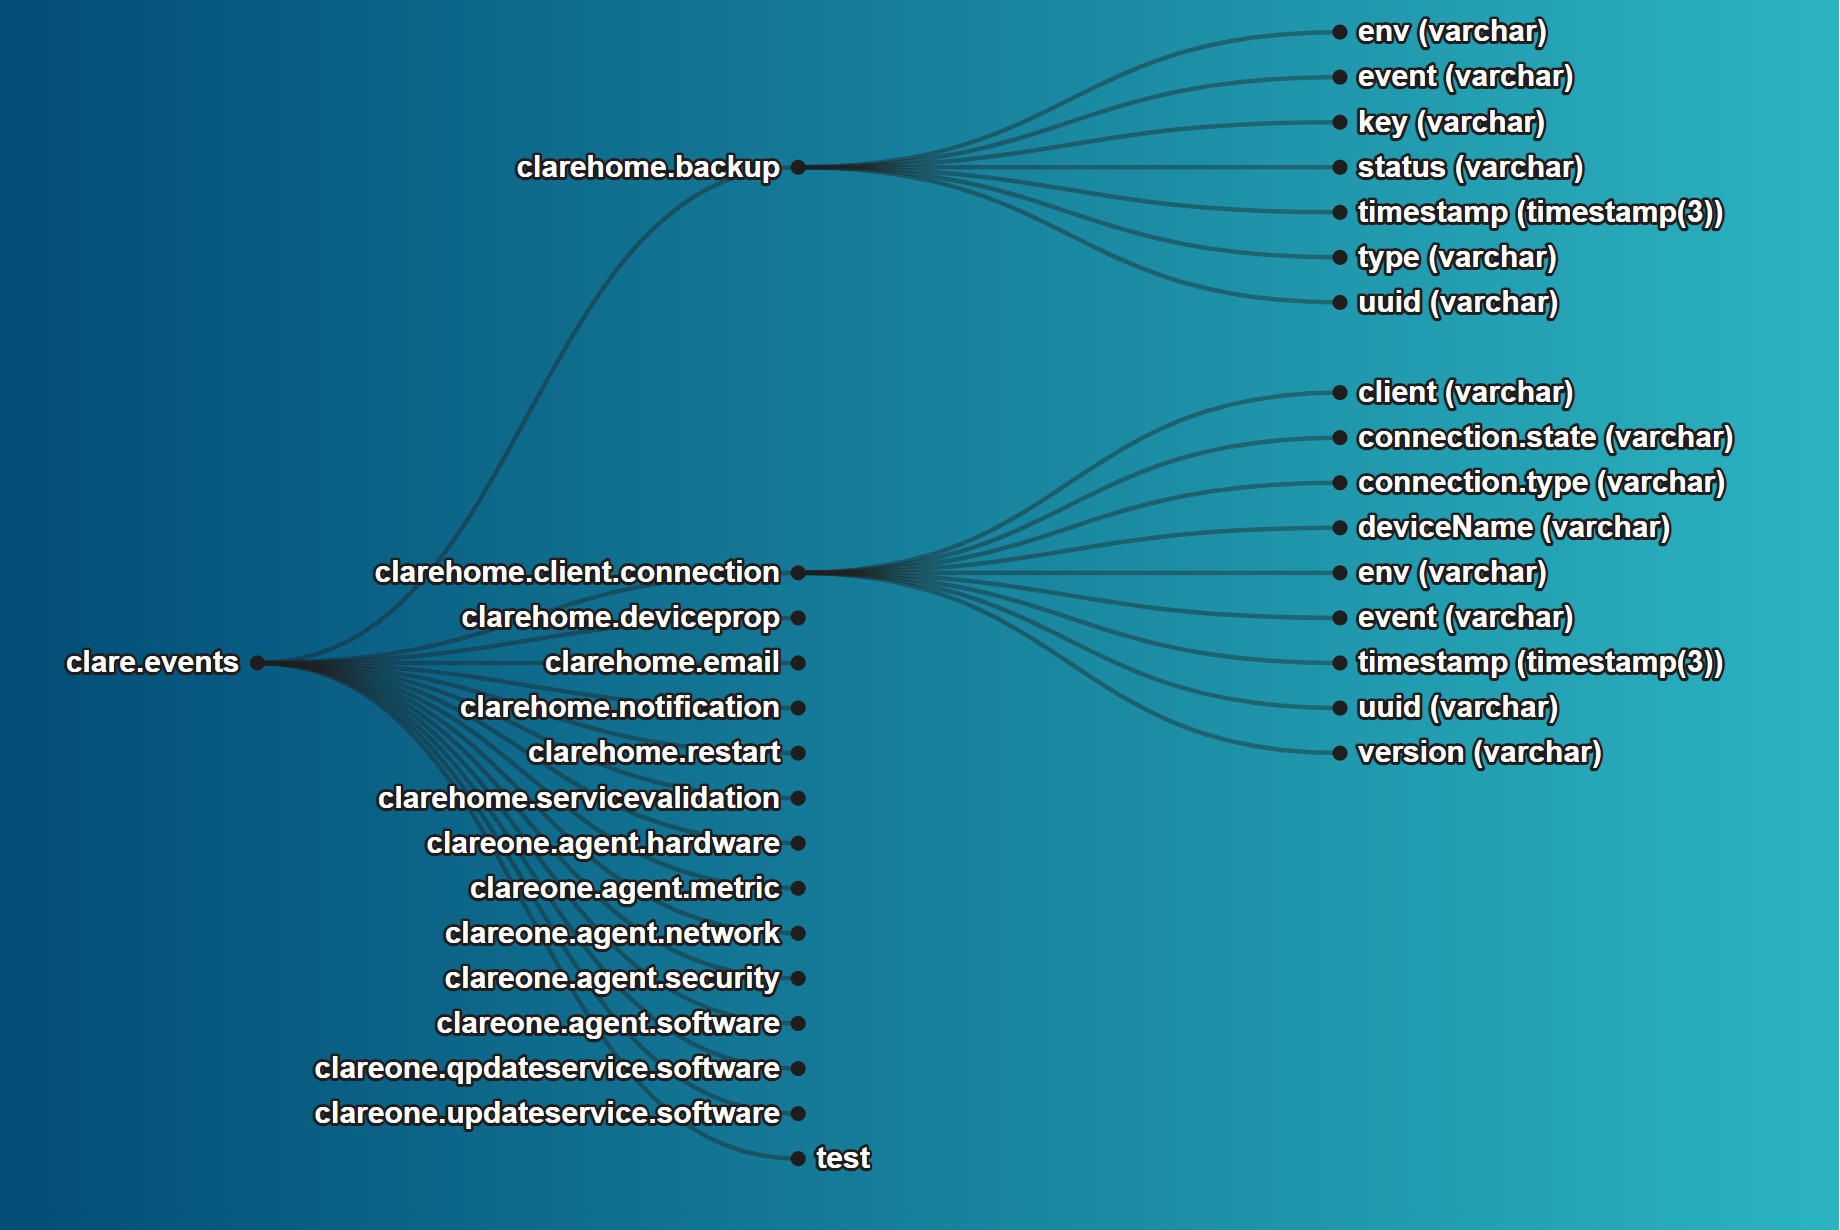 clare.events
clarehome.backup
env (varchar)
event (varchar)
key (varchar)
status (varchar)
timestamp (timestamp(3))
type (varchar)
uuid (varchar)
clarehome.client.connection
client (varchar)
connection.state (varchar)
connection.type (varchar)
deviceName (varchar)
env (varchar)
event (varchar)
timestamp (timestamp(3))
uuid (varchar)
version (varchar)
clarehome.deviceprop
clarehome.email
clarehome.notification
clarehome.restart
clarehome.servicevalidation
clareone.agent.hardware
clareone.agent.metric
clareone.agent.network
clareone.agent.security
clareone.agent.software
clareone.qpdateservice.software
clareone.updateservice.software
test